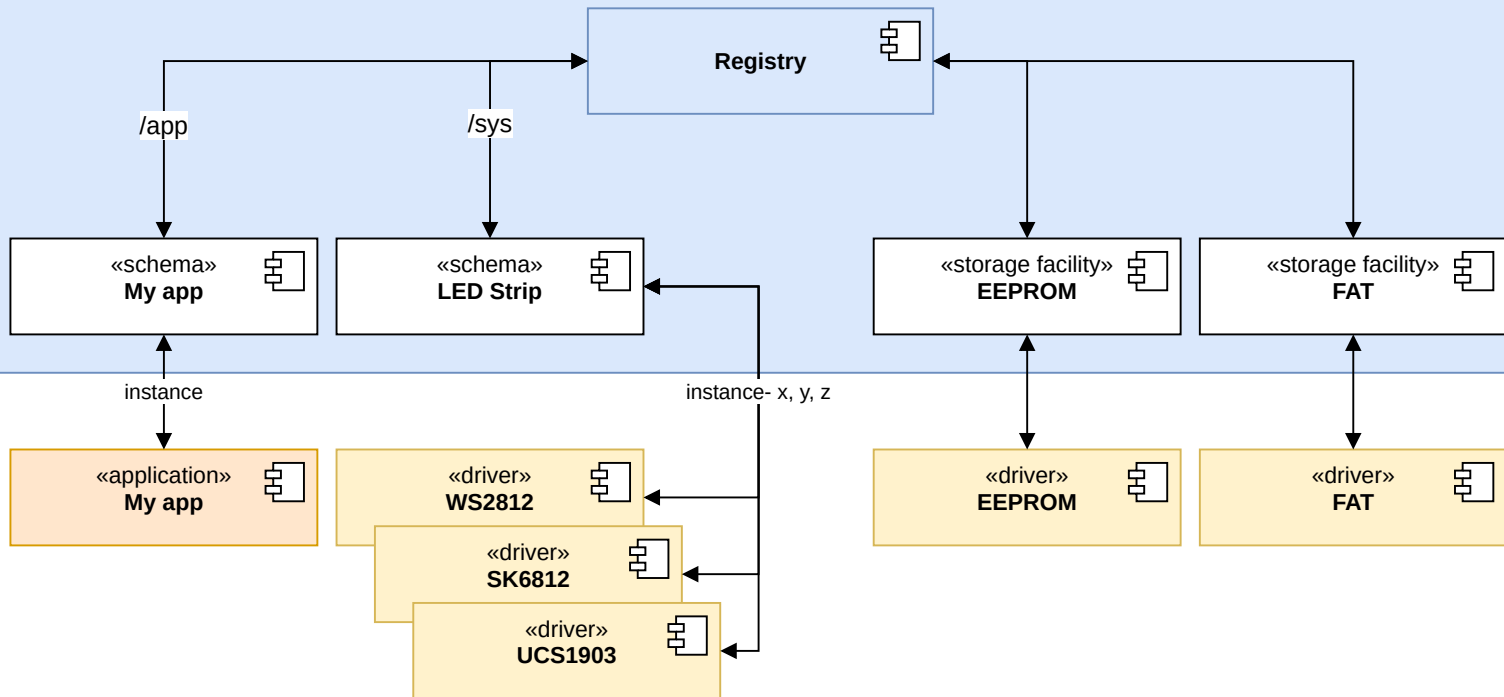 Registry
/app
/sys
«schema»
My app
«schema»
LED Strip
«storage facility»
EEPROM
«storage facility»
FAT
instance
instance- x, y, z
«application»
My app
«driver»
WS2812
«driver»
SK6812
«driver»
UCS1903
«driver»
EEPROM
«driver»
FAT